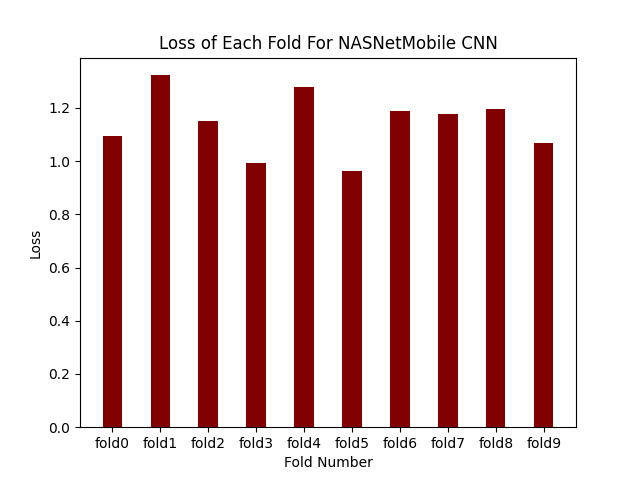 Loss of Each Fold For NASNetMobile CNN
1.2
1.0
0.8
0.6
0.4
0.2
0.0
Loss
fold0 fold1 fold2 fold3 fold4 fold5 fold6 fold7 fold8 fold9
Fold Number